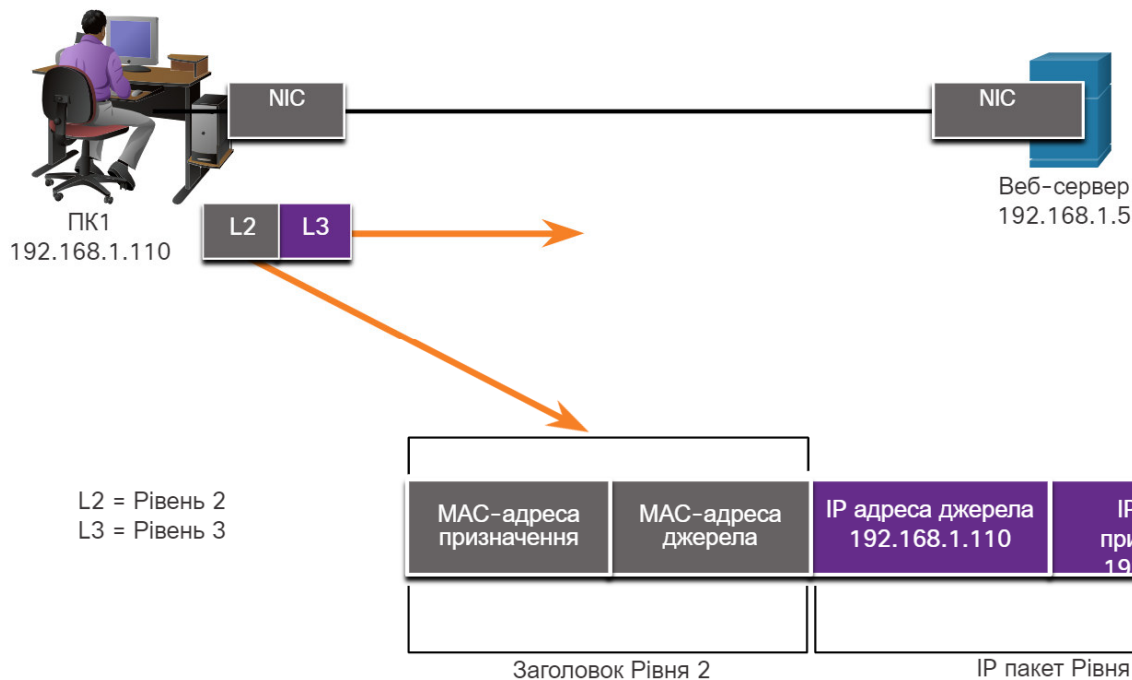 NIC
NIC
ПК1
192.168.1.110
L2
L3
Веб-сервер
192.168.1.5
L2 = Рівень 2
L3 = Рівень 3
MAC-адреса
призначення
MAC-адреса
джерела
IP адреса джерела
192.168.1.110
Заголовок Рівня 2
IP пакет Рівня